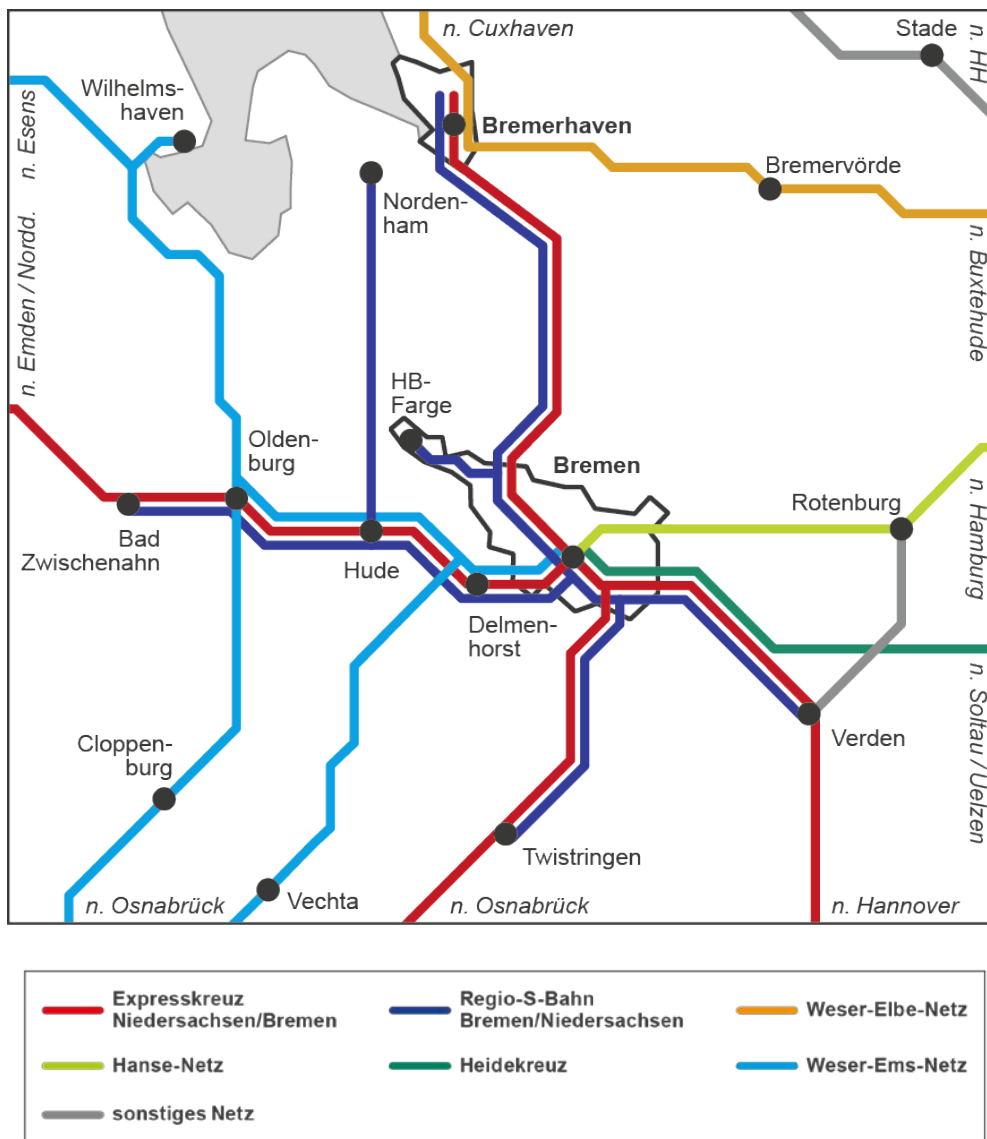 n. Cuxhaven
Stade
n. HH
Wilhelms-
haven
n. Esens
Bremerhaven
Bremervörde
Norden-
ham
n. Emden / Nordd.
n. Buxtehude
HB-
Farge
Olden-
burg
Bremen
Rotenburg
n. Hamburg
Bad
Zwischenahn
Hude
Delmen-
horst
n. Soltau / Uelzen
Verden
Cloppen-
burg
Twistringen
Vechta
n. Osnabrück
n. Osnabrück
n. Hannover
Expresskreuz
Niedersachsen/Bremen
Regio-S-Bahn
Bremen/Niedersachsen
Weser-Elbe-Netz
Hanse-Netz
Heidekreuz
Weser-Ems-Netz
sonstiges Netz